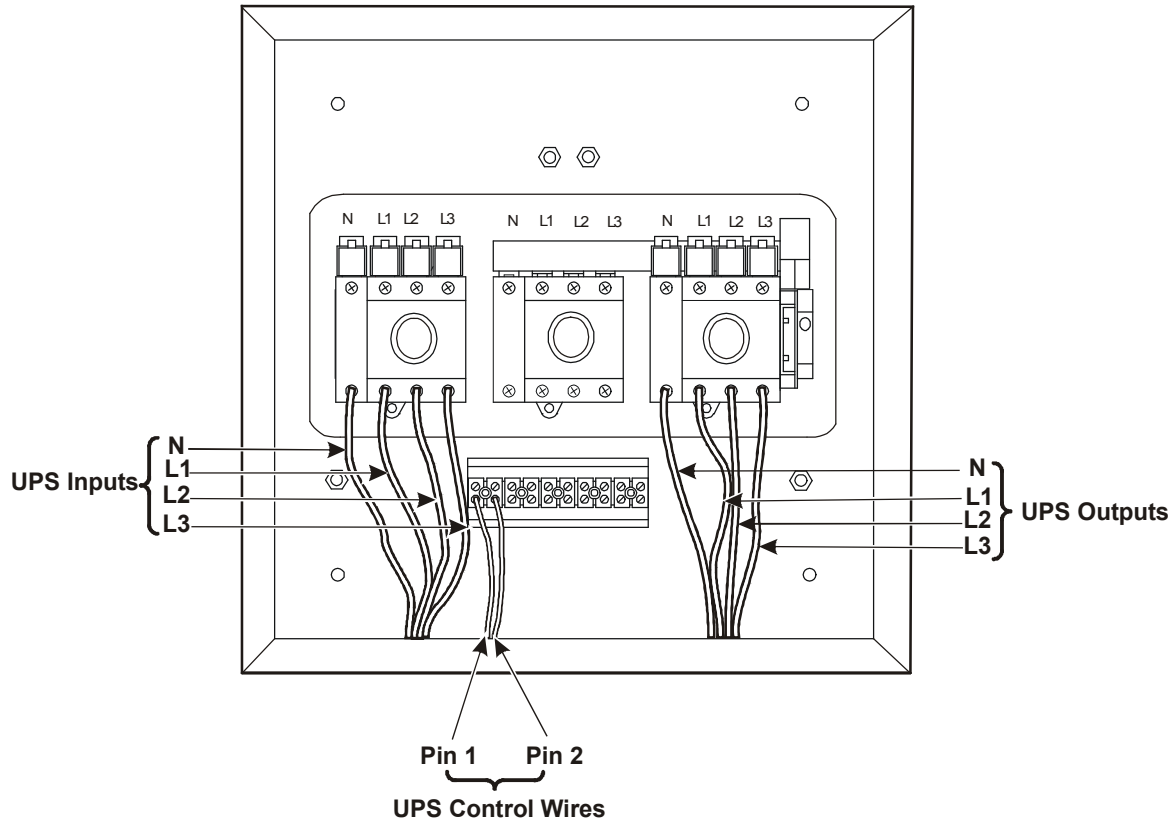 N L1 L2 L3 N L1 L2 L3 N L1 L2 L3
UPS Inputs
N
L1
L2
L3
N
L1
L2
L3
UPS Outputs
Pin 1 Pin 2
UPS Control Wires